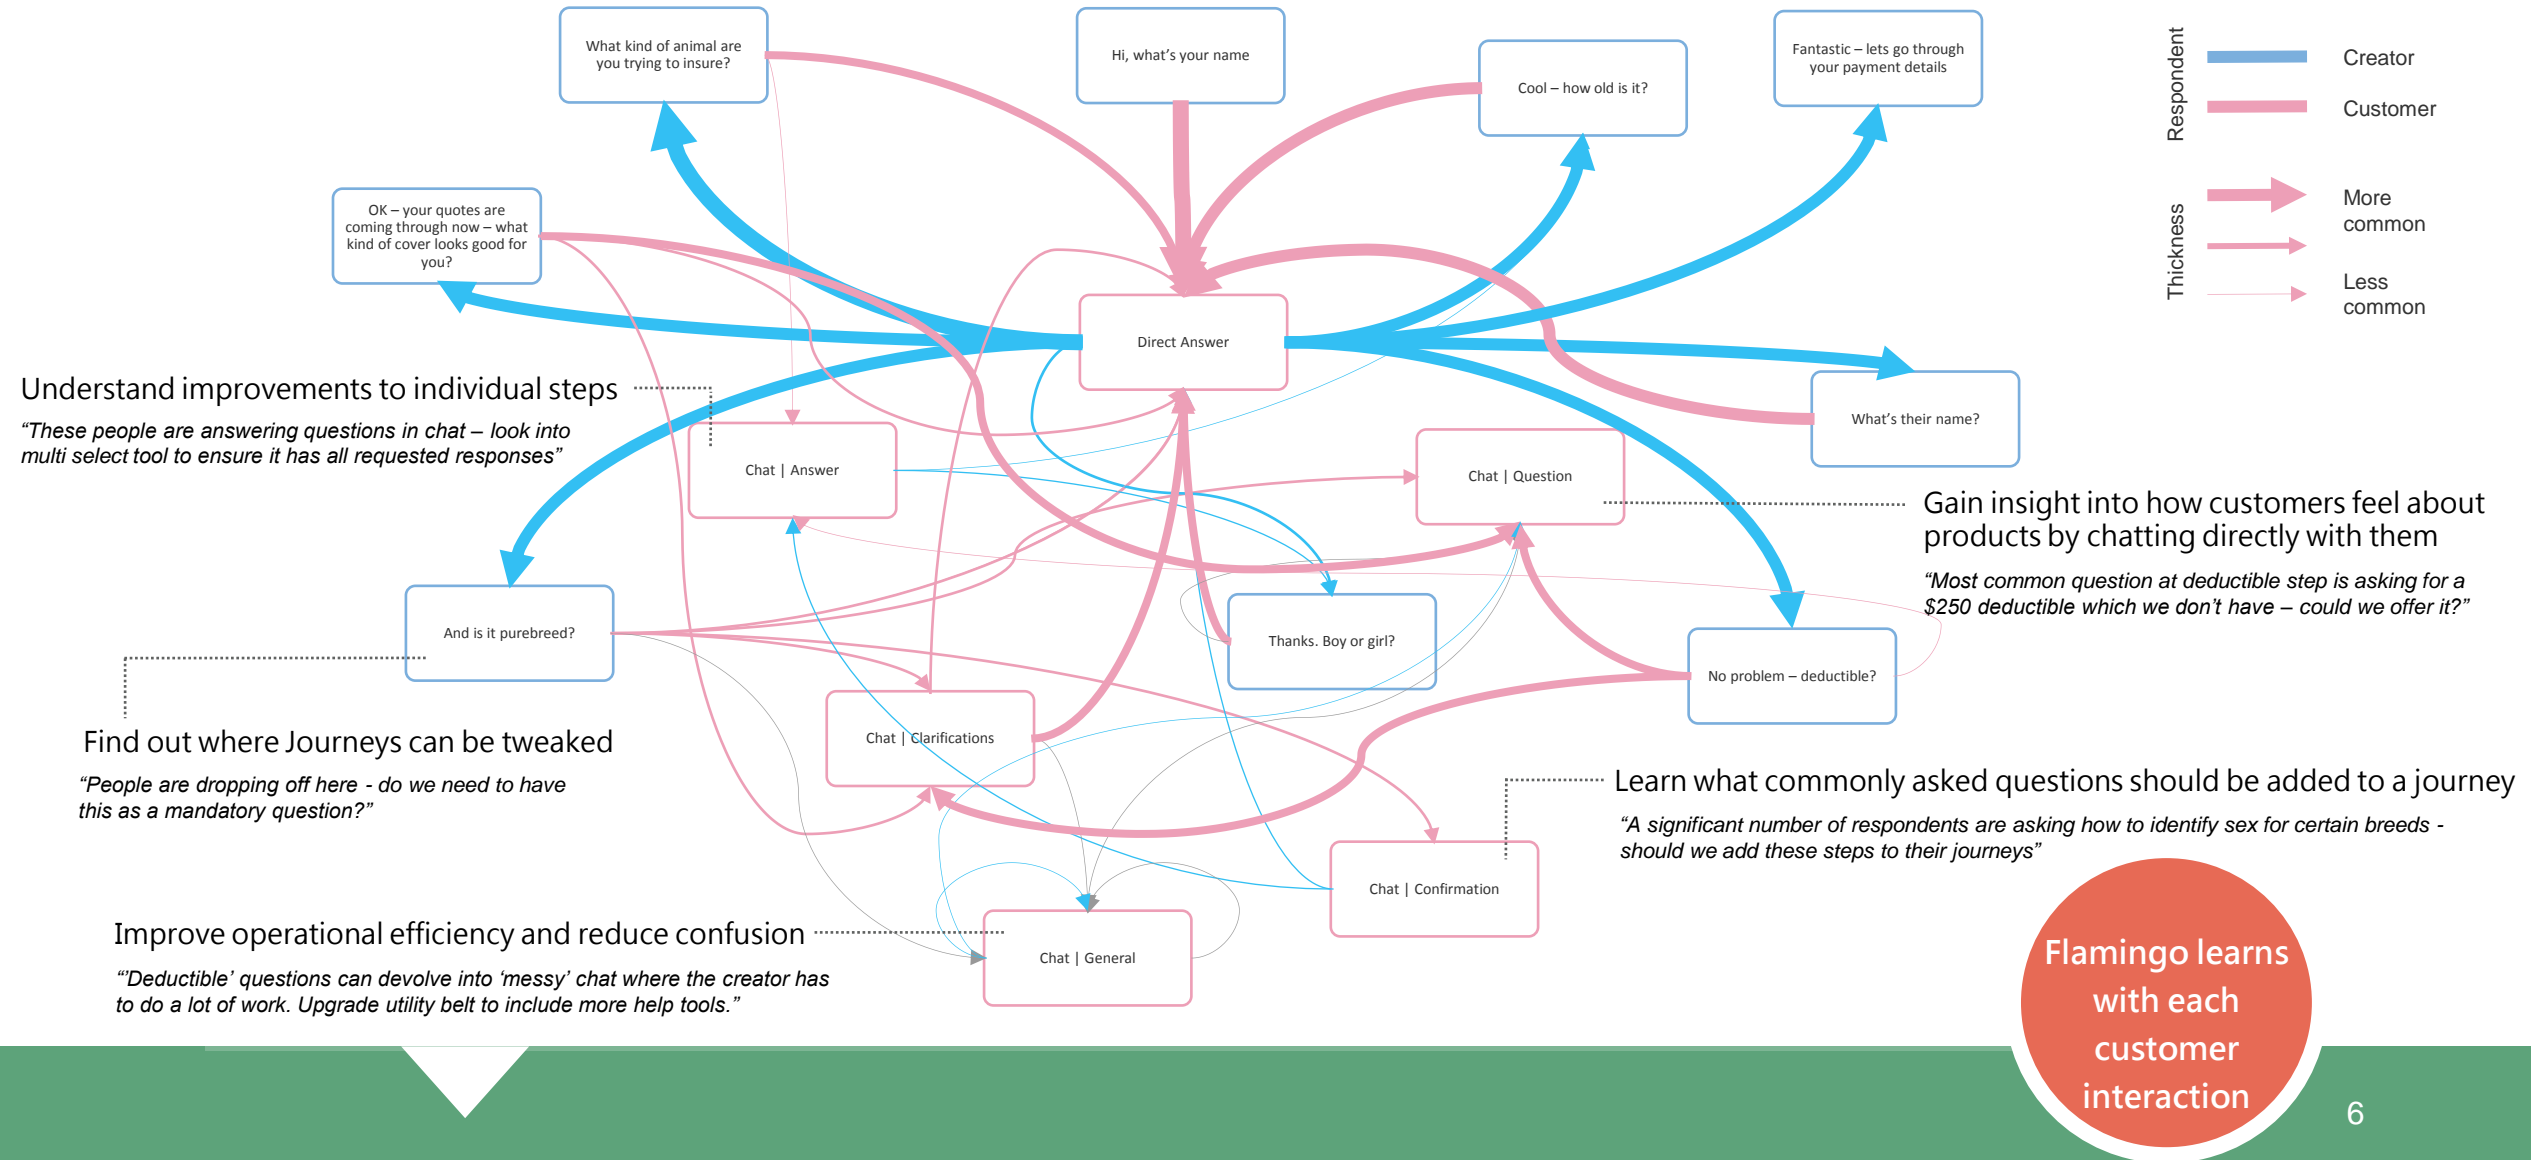 What kind of animal are
you trying to insure?
Hi, what's your name
Cool – how old is it?
Fantastic – lets go through
your payment details
Respondent
Creator
Customer
Thickness
More
common
Less
common
OK – your quotes are
coming through now – what
kind of cover looks good for
you?
Direct Answer
What's their name?
Understand improvements to individual steps
“These people are answering questions in chat – look into
multi select tool to ensure it has all requested responses”
Chat | Answer
Chat | Question
Gain insight into how customers feel about
products by chatting directly with them
“Most common question at deductible step is asking for a
$250 deductible which we don't have – could we offer it?”
And is it purebreed?
Thanks. Boy or girl?
No problem – deductible?
Find out where Journeys can be tweaked
“People are dropping off here - do we need to have
this as a mandatory question?”
Chat | Clarifications
Learn what commonly asked questions should be added to a journey
“A significant number of respondents are asking how to identify sex for certain breeds -
should we add these steps to their journeys”
Chat | Confirmation
Improve operational efficiency and reduce confusion
“'Deductible' questions can devolve into ‘messy’ chat where the creator has
to do a lot of work. Upgrade utility belt to include more help tools.”
Chat | General
Flamingo learns
with each
customer
interaction
6